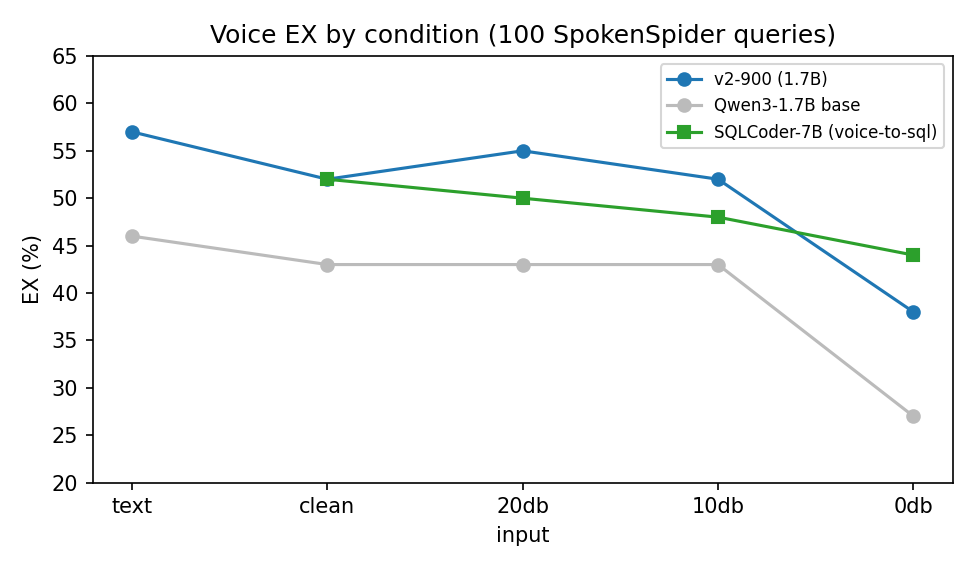 Voice EX by condition (100 SpokenSpider queries)
v2-900 (1.7B)
Qwen3-1.7B base
SQLCoder-7B (voice-to-sql)
EX (%)
65
60
55
50
45
40
35
30
25
20
text clean 20db 10db 0db
input